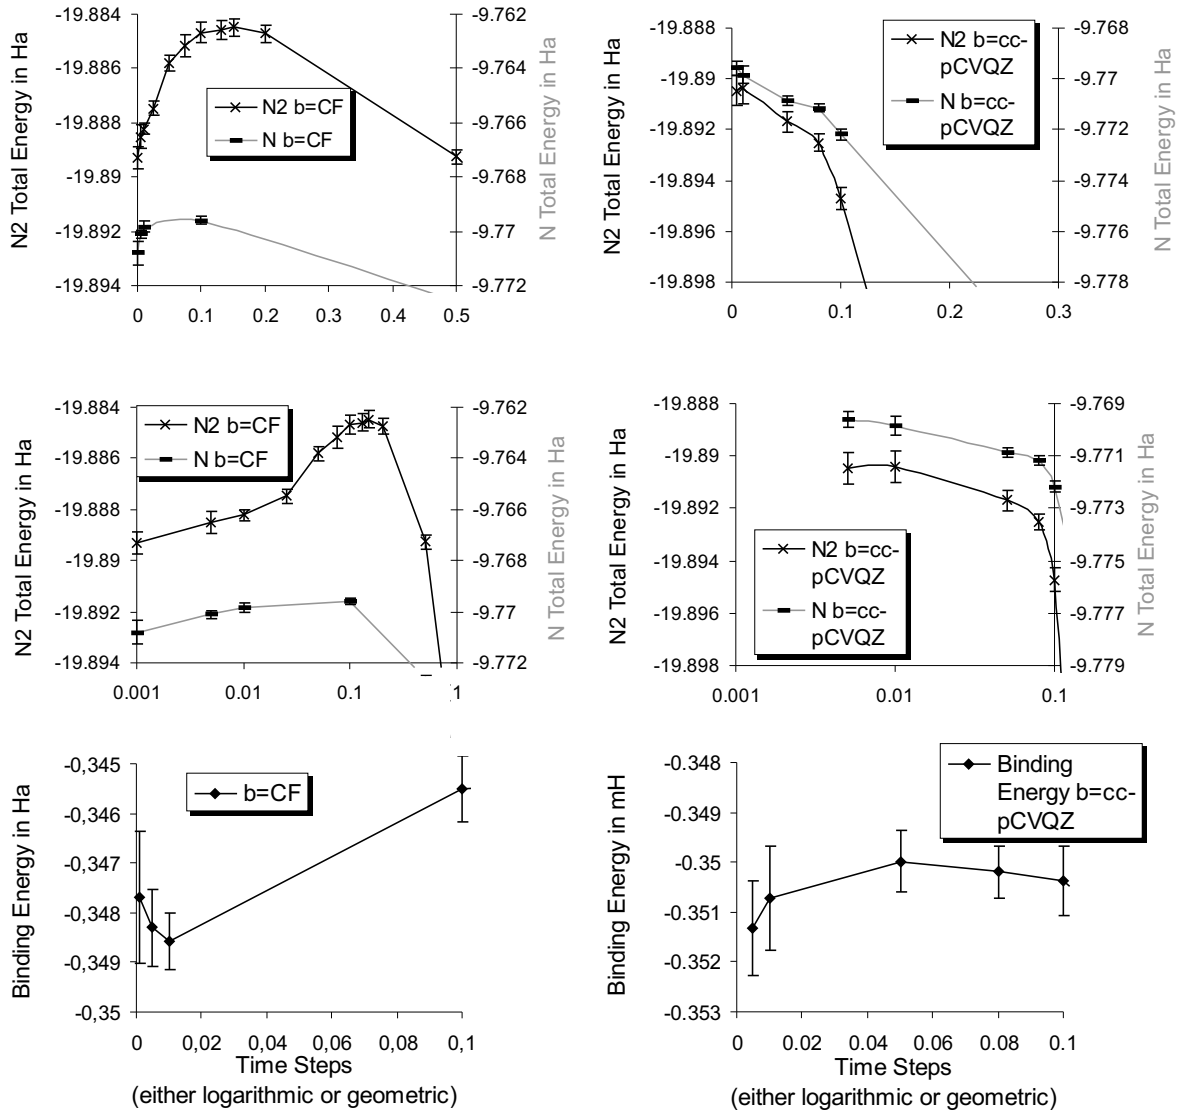 N2 Total Energy in Ha
-19.884
-19.886
-19.888
-19.89
-19.892
-19.894
N2 b=CF
N b=CF
-9.762
-9.764
-9.766
-9.768
-9.77
-9.772
N Total Energy in Ha
0 0.1 0.2 0.3 0.4 0.5
N2 Total Energy in Ha
-19.888
-19.89
-19.892
-19.894
-19.896
-19.898
N2 b=cc-
pCVQZ
N b=cc-
pCVQZ
-9.768
-9.77
-9.772
-9.774
-9.776
-9.778
N Total Energy in Ha
0 0.1 0.2 0.3
N2 Total Energy in Ha
-19.884
-19.886
-19.888
-19.89
-19.892
-19.894
N2 b=CF
N b=CF
-9.762
-9.764
-9.766
-9.768
-9.77
-9.772
N Total Energy in Ha
0.001 0.01 0.1 1
N2 Total Energy in Ha
-19.888
-19.89
-19.892
-19.894
-19.896
-19.898
N2 b=cc-
pCVQZ
N b=cc-
pCVQZ
-9.769
-9.771
-9.773
-9.775
-9.777
-9.779
N Total Energy in Ha
0.001 0.01 0.1
Binding Energy in Ha
-0,345
-0,346
-0,347
-0,348
-0,349
-0,35
b=CF
0 0,02 0,04 0,06 0,08 0,1
Time Steps
(either logarithmic or geometric)
Binding Energy in mH
-0.348
-0.349
-0.35
-0.351
-0.352
-0.353
Binding
Energy b=cc-
pCVQZ
0 0.02 0.04 0.06 0.08 0.1
Time Steps
(either logarithmic or geometric)